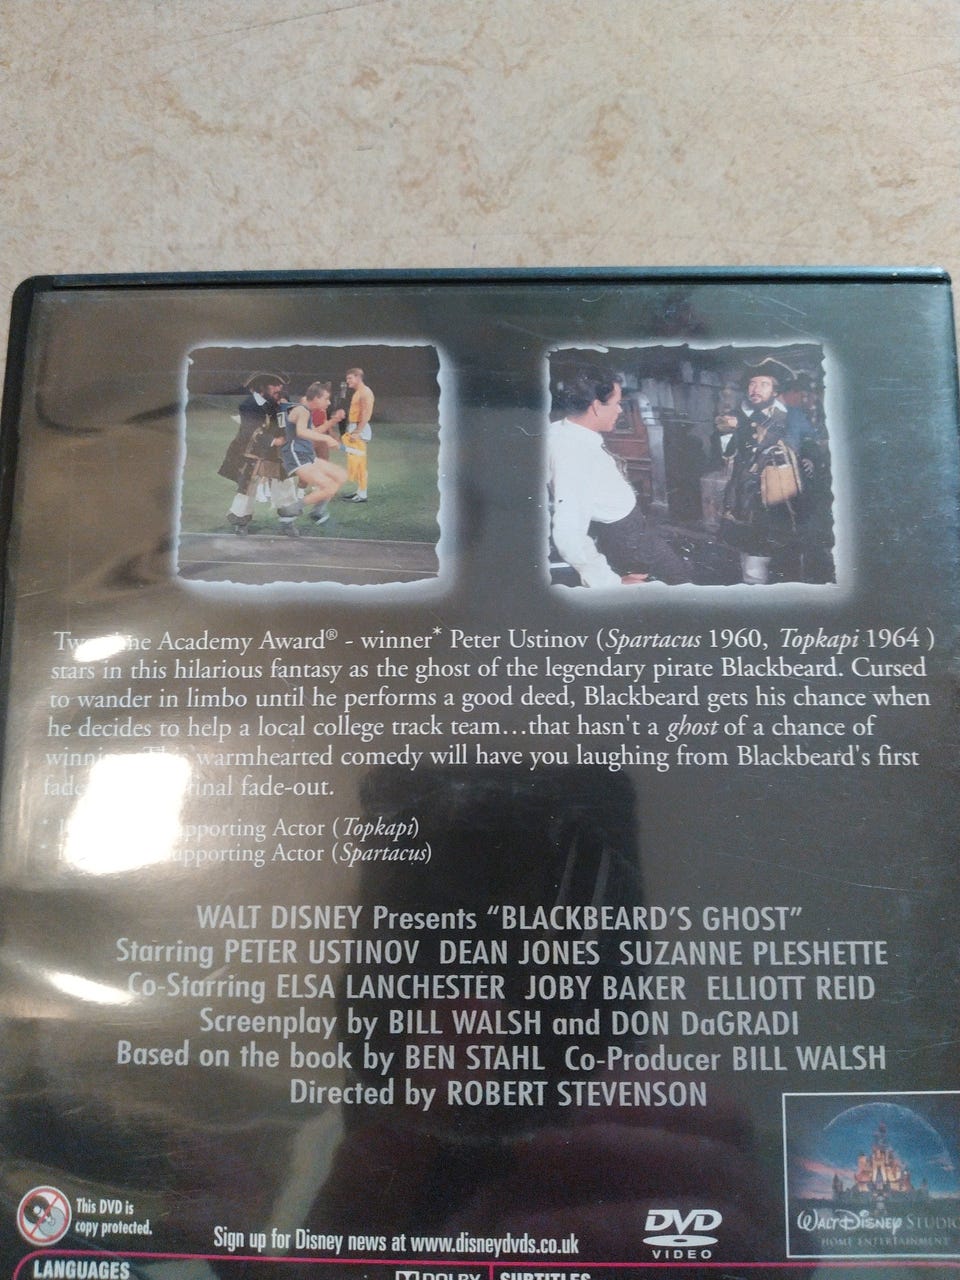 Academy Award® - winner* Peter Ustinov (Spartacus 1960, Topkapi 1964 )
stars in this hilarious fantasy as the ghost of the legendary pirate Blackbeard. Cursed
to wander in limbo until he performs a good deed, Blackbeard gets his chance when
he decides to help a local college track team...that hasn't a ghost of a chance of
warmhearted comedy will have you laughing from Blackbeard's first
final fade-out.
Supporting Actor (Topkapi)
Supporting Actor (Spartacus)
WALT DISNEY Presents “BLACKBEARD'S GHOST”
Starring PETER USTINOV DEAN JONES SUZANNE PLESHETTE
Co-Starring ELSA LANCHESTER JOBY BAKER ELLIOTT REID
Screenplay by BILL WALSH and DON DaGRADI
Based on the book by BEN STAHL Co-Producer BILL WALSH
Directed by ROBERT STEVENSON
This DVD is
copy protected.
Sign up for Disney news at www.disneydvds.co.uk
DVD
VIDEO
WALT DISNEY STUDIO
HOME ENTERTAINMENT
LANGUAGES
DOLBY
SUBTITLES